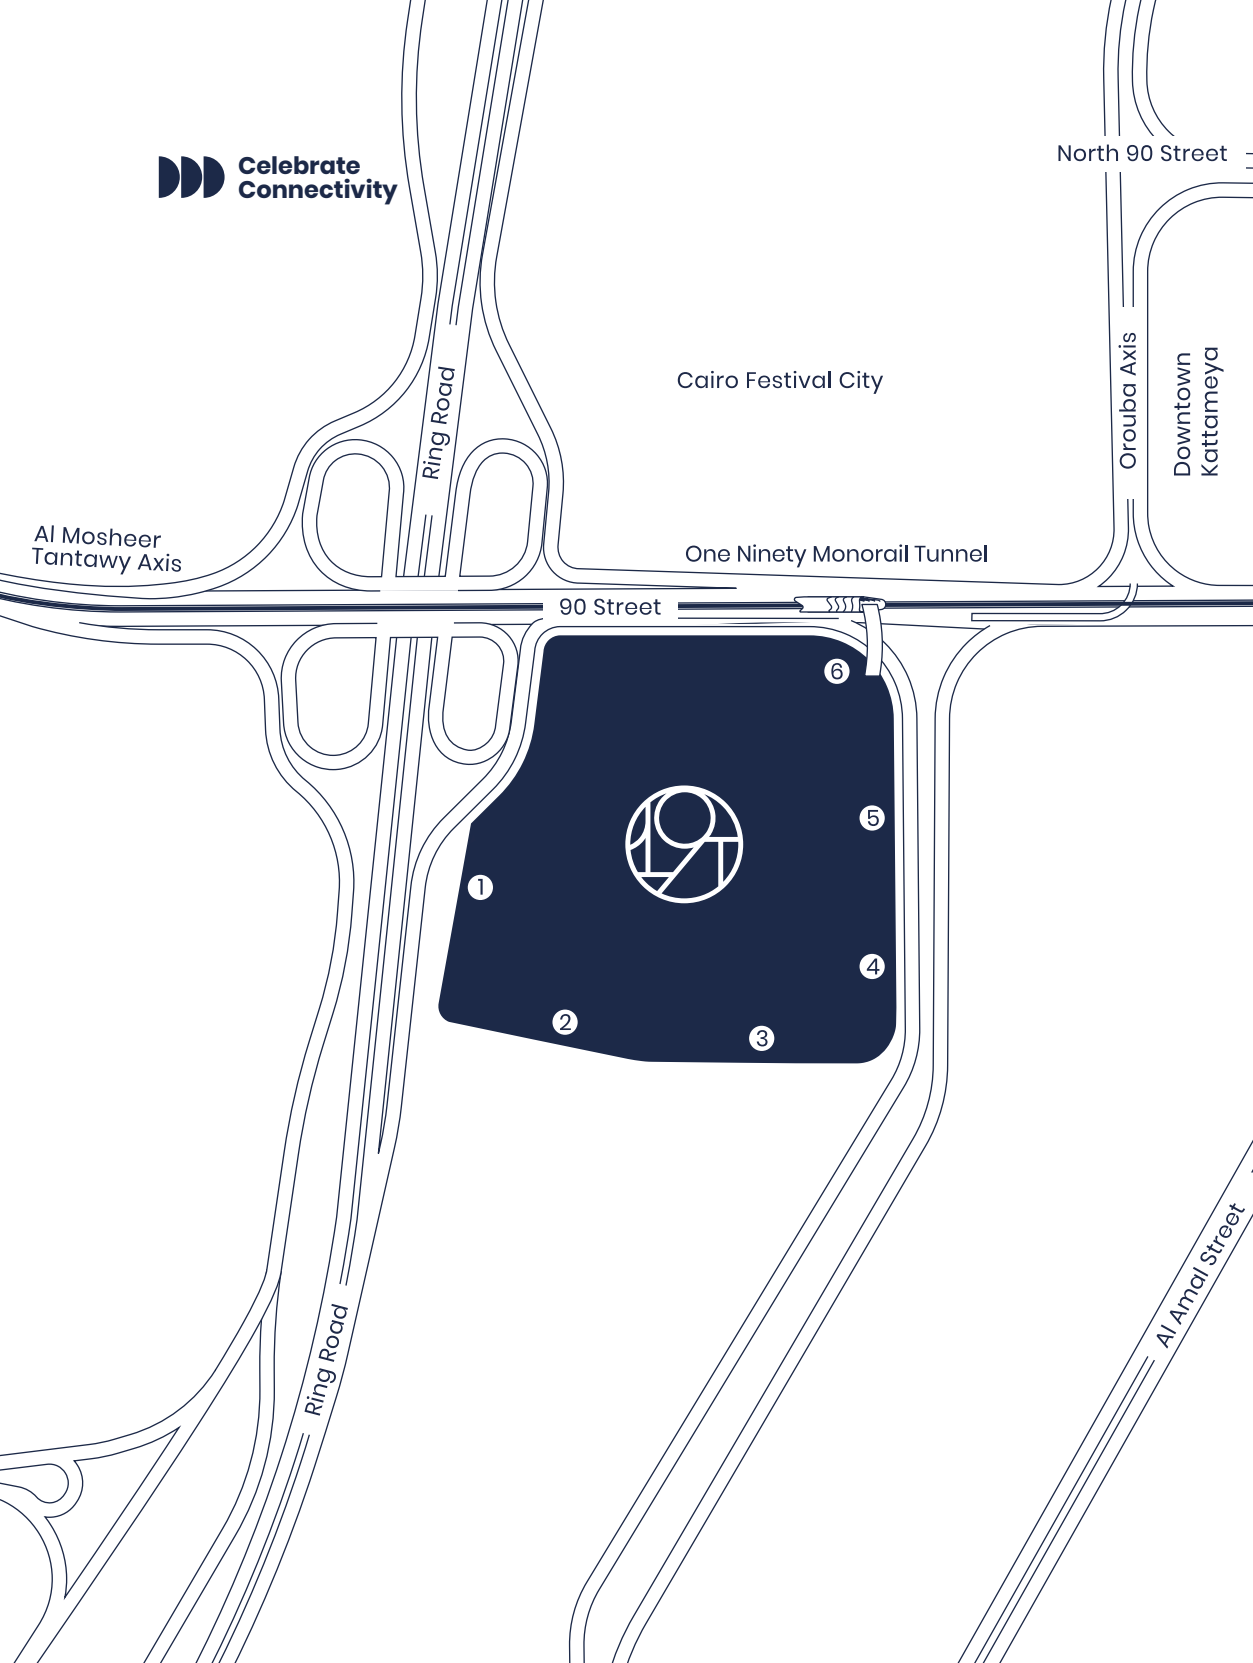 North 90 Street
Celebrate
Connectivity
Ring Road
Cairo Festival City
Orouba Axis
Downtown
Kattameya
Al Mosheer
Tantawy Axis
One Ninety Monorail Tunnel
90 Street
6
5
1
4
2
3
Al Amal Street
Ring Road